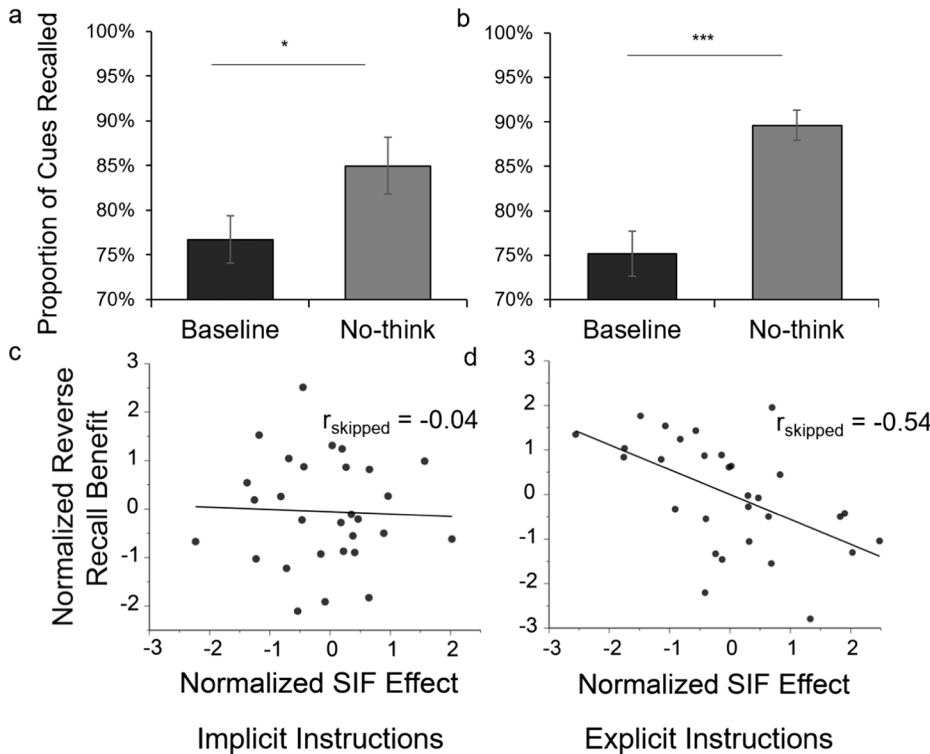 a
b
Proportion of Cues Recalled
100%
95%
90%
85%
80%
75%
70%
*
Baseline
No-think
100%
95%
90%
85%
80%
75%
70%
***
Baseline
No-think
c
d
Normalized Reverse
Recall Benefit
3
2
1
0
-1
-2
r_skipped = -0.04
-3
-2
-1
0
1
2
Normalized SIF Effect
Implicit Instructions
3
2
1
0
-1
-2
-3
r_skipped = -0.54
-3
-2
-1
0
1
2
Normalized SIF Effect
Explicit Instructions